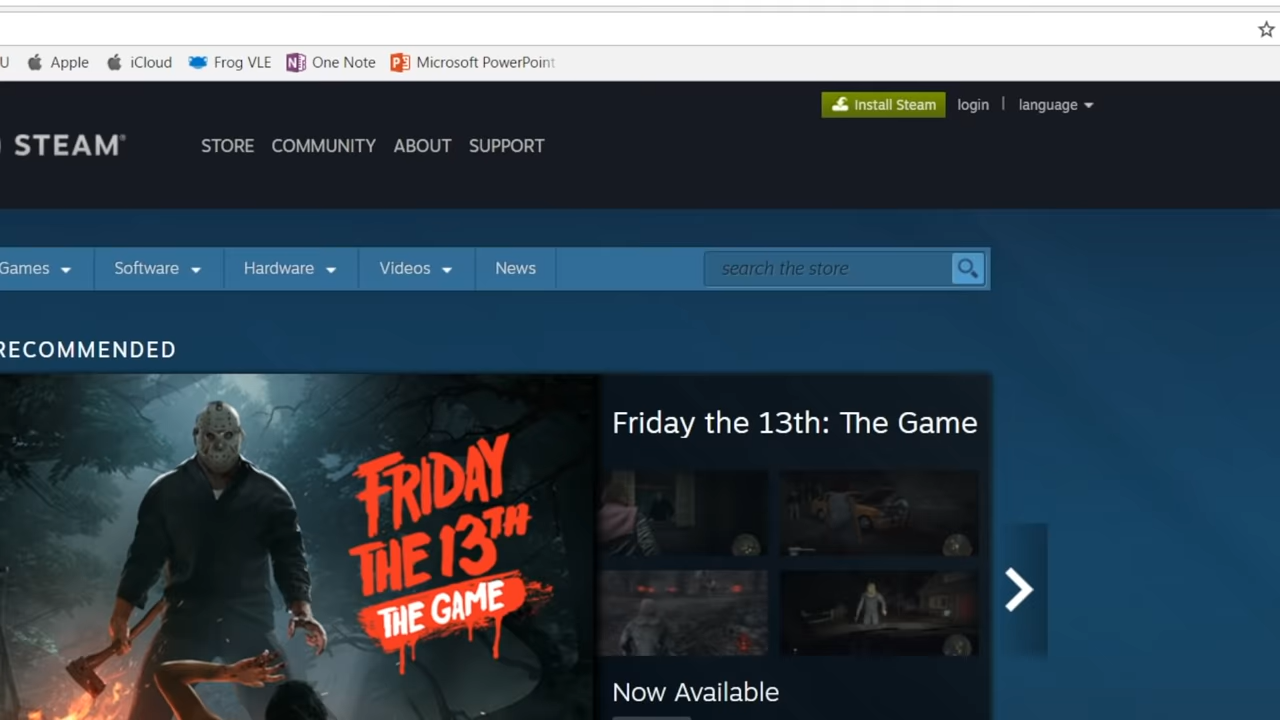 U Apple iCloud Frog VLE One Note Microsoft PowerPoint
Install Steam login | language
STEAM® STORE COMMUNITY ABOUT SUPPORT
Games Software Hardware Videos News search the store
RECOMMENDED
Friday the 13th: The Game
FRIDAY
THE 13TH
THE GAME
Now Available